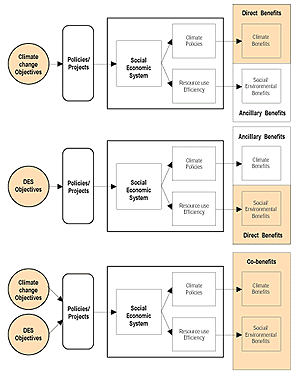 Direct Benefits
Climate
change
Objectives
Policies/
Projects
Social
Economic
System
Climate
Policies
Resource use
Efficiency
Climate
Benefits
Social
Environmental
Benefits
Ancillary Benefits
Ancillary Benefits
DES
Objectives
Policies/
Projects
Social
Economic
System
Climate
Policies
Resource use
Efficiency
Climate
Benefits
Social
Environmental
Benefits
Direct Benefits
Co-benefits
Climate
change
Objectives
DES
Objectives
Policies/
Projects
Social
Economic
System
Climate
Policies
Resource use
Efficiency
Climate
Benefits
Social
Environmental
Benefits